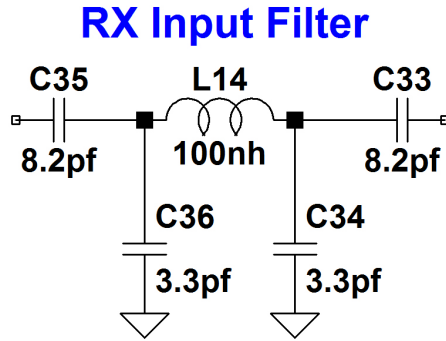 RX Input Filter
C35 L14 C33
8.2pf 100nh 8.2pf
C36 C34
3.3pf 3.3pf